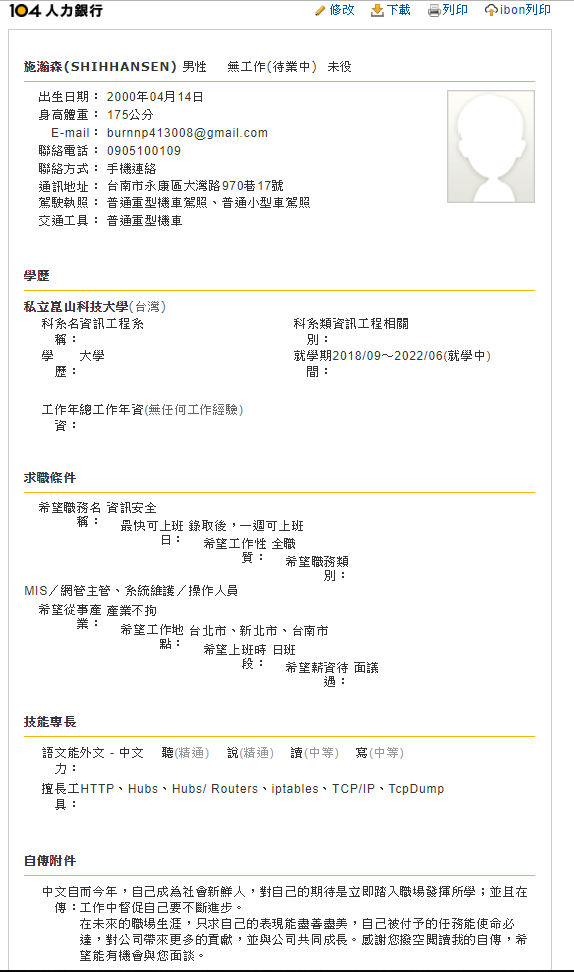 104 人力銀行
修改 下載 列印 ibon列印
施瀚森(SHIHHANSEN) 男性 無工作(待業中) 未役
出生日期： 2000年04月14日
身高體重： 175公分
E-mail： burnnp413008@gmail.com
聯絡電話： 0905100109
聯絡方式： 手機連絡
通訊地址： 台南市永康區大灣路970巷17號
駕駛執照： 普通重型機車駕照、普通小型車駕照
交通工具： 普通重型機車
學歷
私立崑山科技大學(台灣)
科系名稱： 資訊工程系 科系類別： 資訊工程相關
學歷： 大學 就學期間： 2018/09～2022/06(就學中)
工作年資： 總工作年資(無任何工作經驗)
求職條件
希望職務名稱： 資訊安全
最快可上班日： 錄取後，一週可上班
希望工作性質： 全職
希望職務類別：
MIS／網管主管、系統維護／操作人員
希望從事產業： 產業不拘
希望工作地點： 台北市、新北市、台南市
希望上班時段： 日班
希望薪資待遇： 面議
技能專長
語文能力： 外文 - 中文 聽(精通) 說(精通) 讀(中等) 寫(中等)
擅長工具： HTTP、Hubs、Hubs/ Routers、iptables、TCP/IP、TcpDump
自傳附件
中文自傳： 而今年，自己成為社會新鮮人，對自己的期待是立即踏入職場發揮所學；並且在
工作中督促自己要不斷進步。
在未來的職場生涯，只求自己的表現能盡善盡美，自己被付予的任務能使命必
達，對公司帶來更多的貢獻，並與公司共同成長。感謝您撥空閱讀我的自傳，希
望能有機會與您面談。